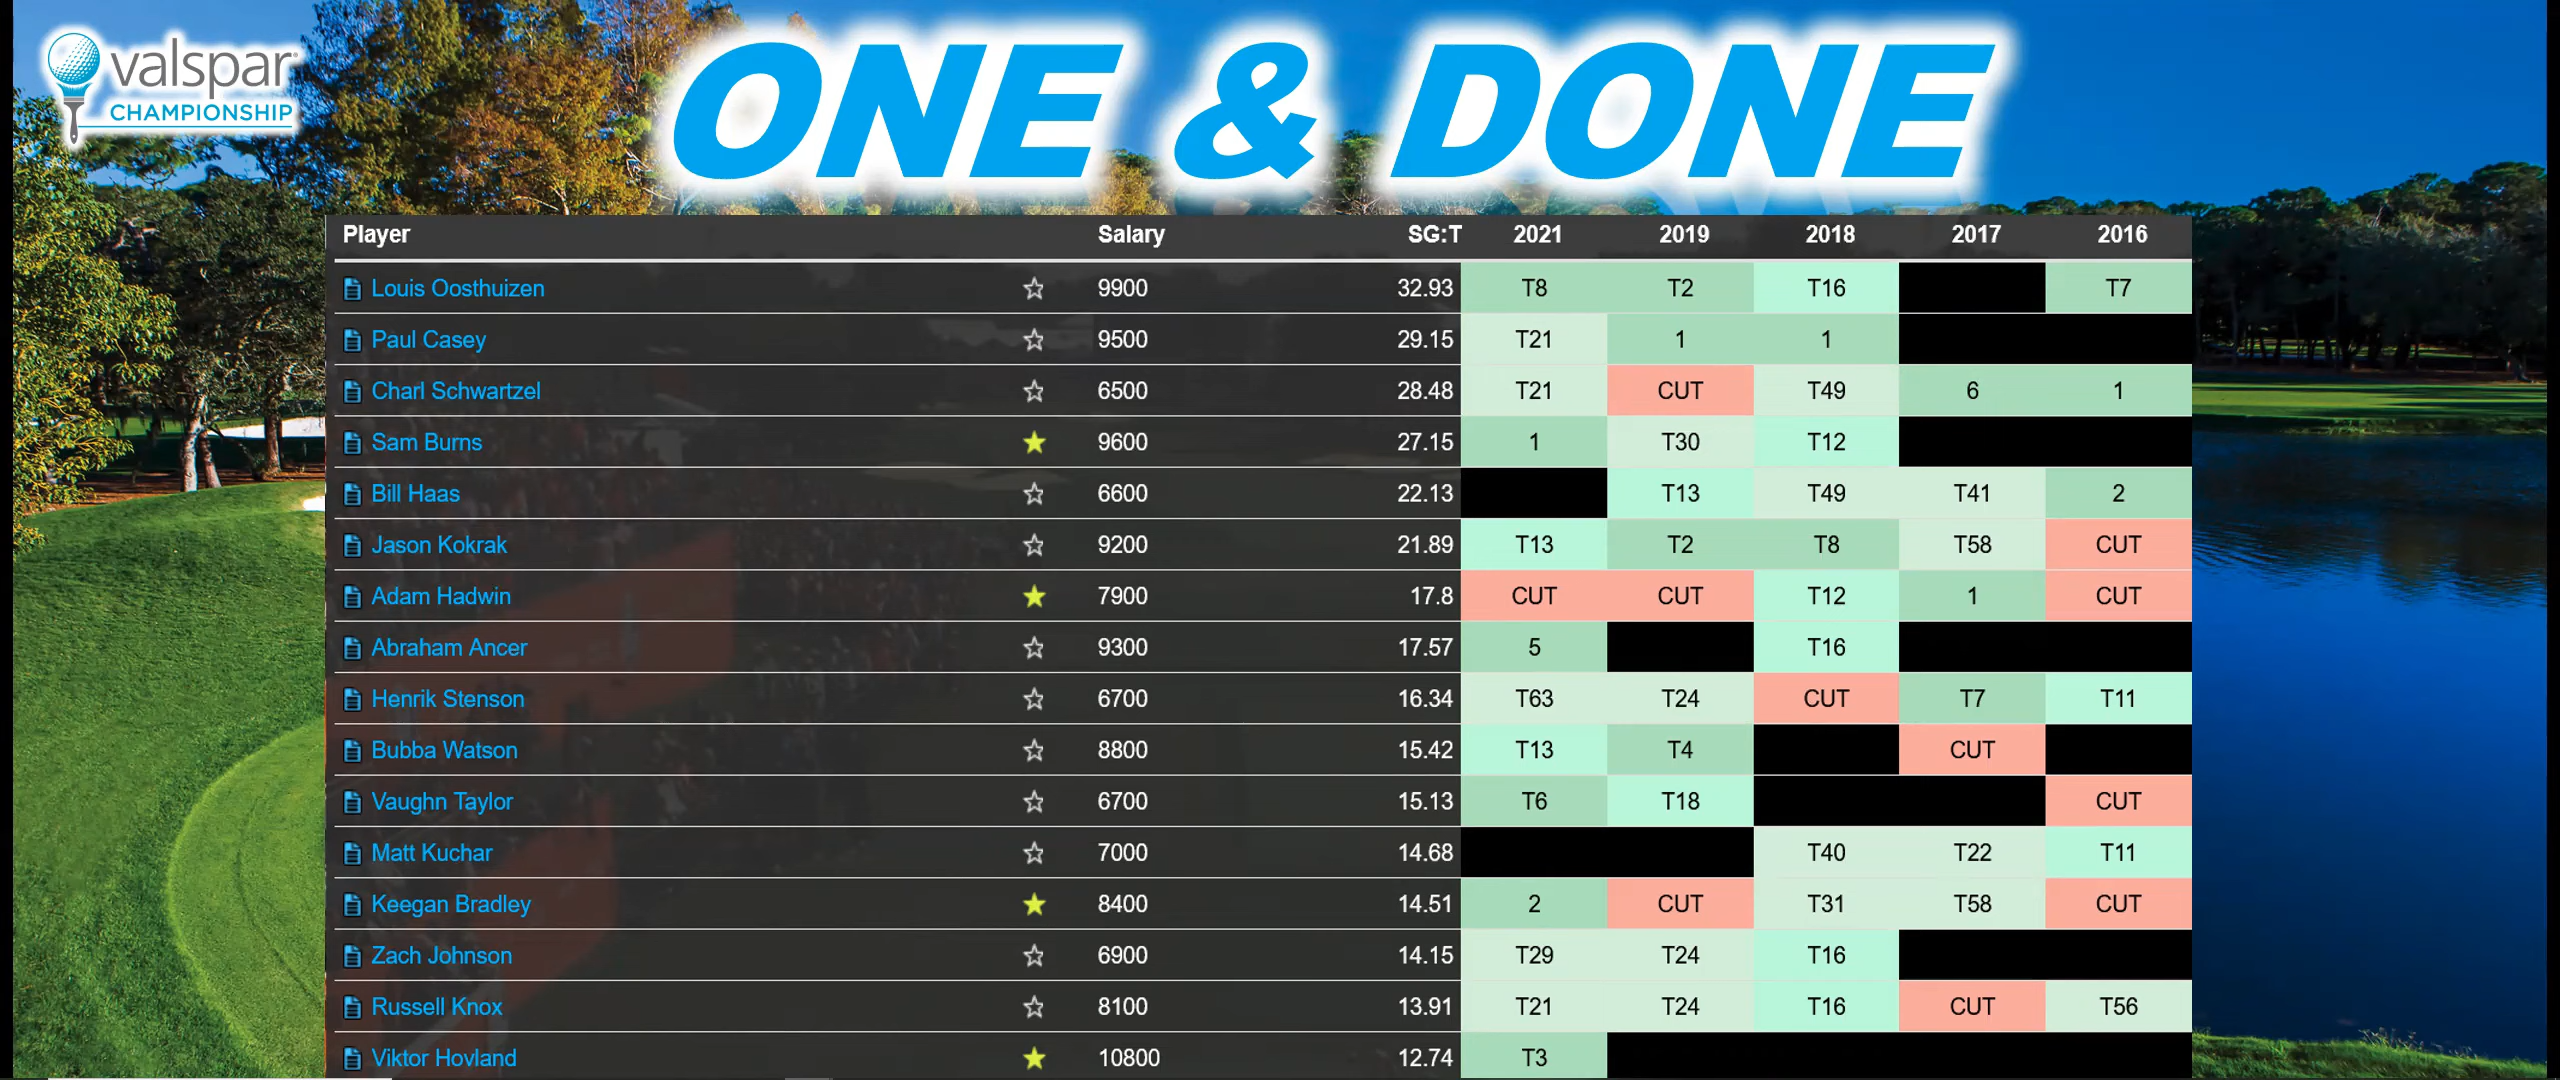 valspar
CHAMPIONSHIP
ONE & DONE
Player Salary SG:T 2021 2019 2018 2017 2016
Louis Oosthuizen 9900 32.93 T8 T2 T16 T7
Paul Casey 9500 29.15 T21 1 1
Charl Schwartzel 6500 28.48 T21 CUT T49 6 1
Sam Burns 9600 27.15 1 T30 T12
Bill Haas 6600 22.13 T13 T49 T41 2
Jason Kokrak 9200 21.89 T13 T2 T8 T58 CUT
Adam Hadwin 7900 17.8 CUT CUT T12 1 CUT
Abraham Ancer 9300 17.57 5 T16
Henrik Stenson 6700 16.34 T63 T24 CUT T7 T11
Bubba Watson 8800 15.42 T13 T4 CUT
Vaughn Taylor 6700 15.13 T6 T18 CUT
Matt Kuchar 7000 14.68 T40 T22 T11
Keegan Bradley 8400 14.51 2 CUT T31 T58 CUT
Zach Johnson 6900 14.15 T29 T24 T16
Russell Knox 8100 13.91 T21 T24 T16 CUT T56
Viktor Hovland 10800 12.74 T3